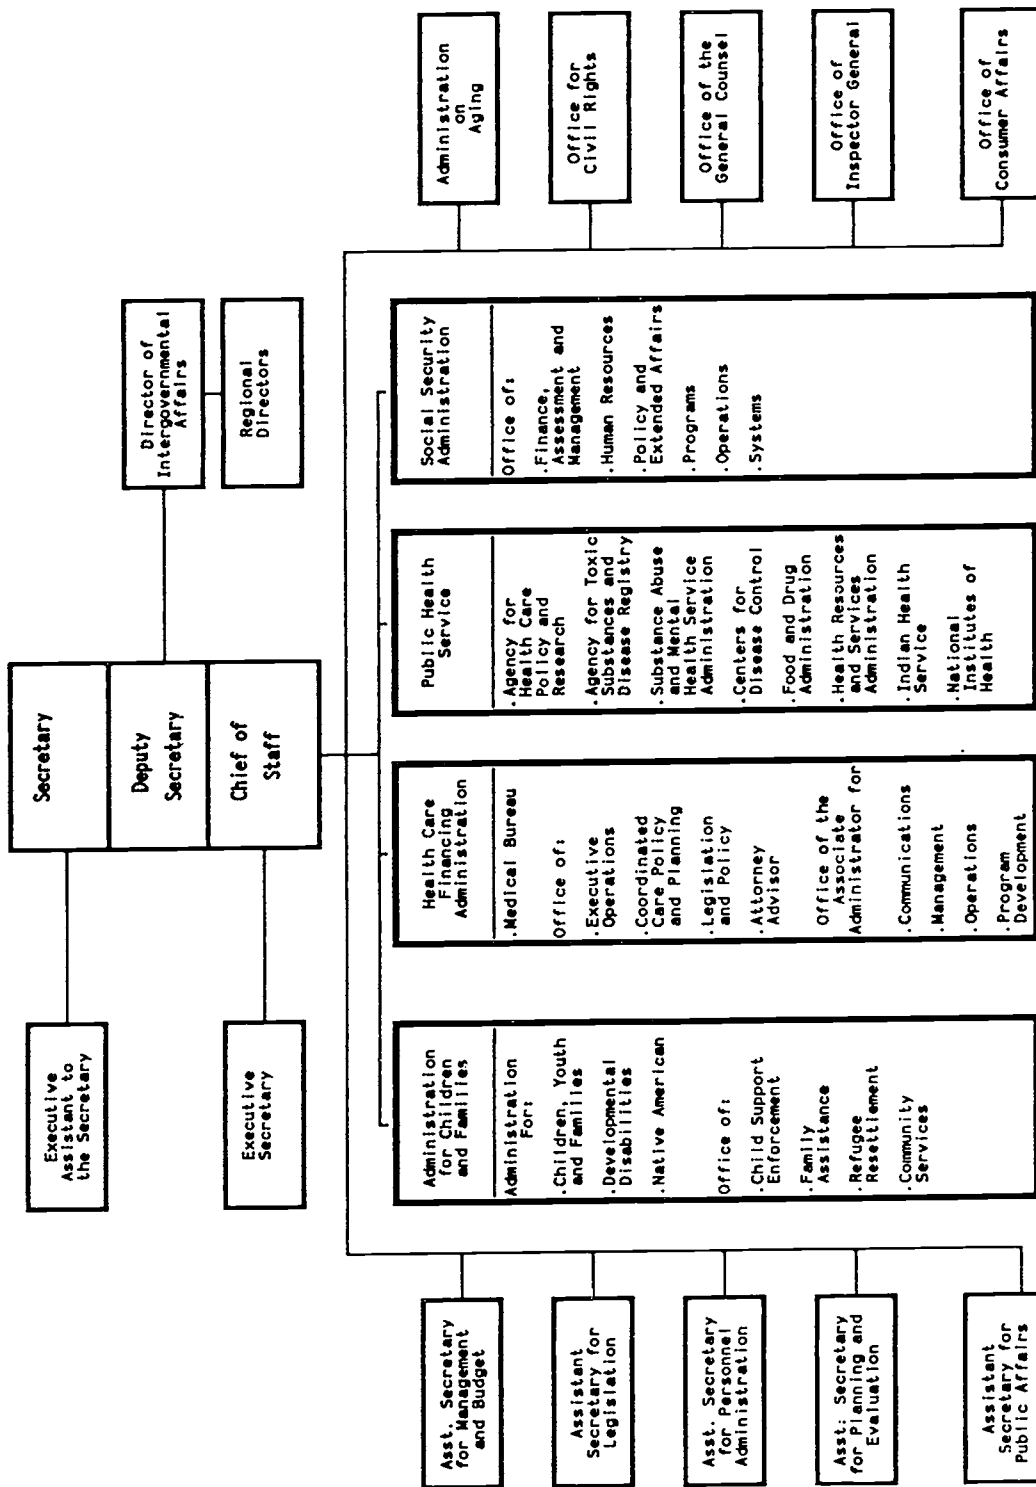 Secretary
Deputy
Secretary
Chief of
Staff
Executive
Assistant to
the Secretary
Executive
Secretary
Director of
Intergovernmental
Affairs
Regional
Directors
Asst. Secretary
for Management
and Budget
Assistant
Secretary for
Legislation
Asst. Secretary
for Personnel
Administration
Asst: Secretary
for Planning and
Evaluation
Assistant
Secretary for
Public Affairs
Administration
for Children
and Families
Administration
For:
.Children, Youth
and Families
.Developmental
Disabilities
.Native American
Office of:
.Child Support
Enforcement
.Family
Assistance
.Refugee
Resettlement
.Community
Services
Health Care
Financing
Administration
.Medical Bureau
Office of:
.Executive
Operations
.Coordinated
Care Policy
and Planning
.Legislation
and Policy
.Attorney
Advisor
Office of the
Associate
Administrator for
.Communications
.Management
.Operations
.Program
Development
Public Health
Service
.Agency for
Health Care
Policy and
Research
.Agency for Toxic
Substances and
Disease Registry
.Substance Abuse
and Mental
Health Service
Administration
.Centers for
Disease Control
.Food and Drug
Administration
.Health Resources
and Services
Administration
.Indian Health
Service
.National
Institutes of
Health
Social Security
Administration
Office of:
.Finance,
Assessment and
Management
.Human Resources
.Policy and
Extended Affairs
.Programs
.Operations
.Systems
Administration
on
Aging
Office for
Civil Rights
Office of the
General Counsel
Office of
Inspector General
Office of
Consumer Affairs